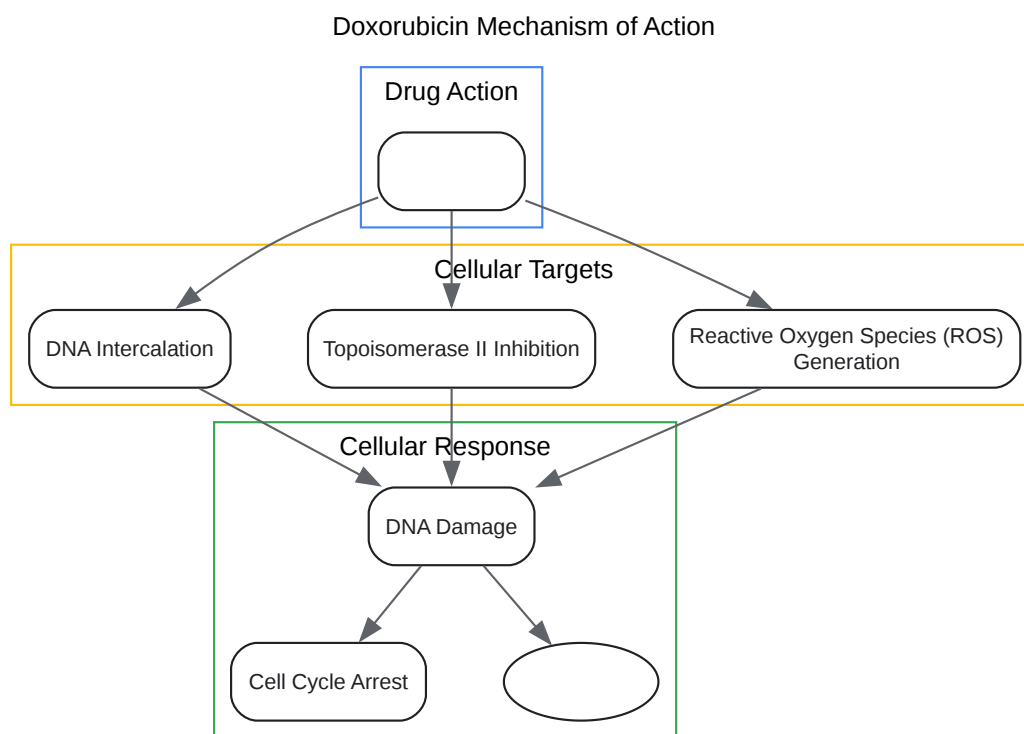 Doxorubicin Mechanism of Action
Drug Action
Cellular Targets
DNA Intercalation
Topoisomerase II Inhibition
Reactive Oxygen Species (ROS)
Generation
Cellular Response
DNA Damage
Cell Cycle Arrest